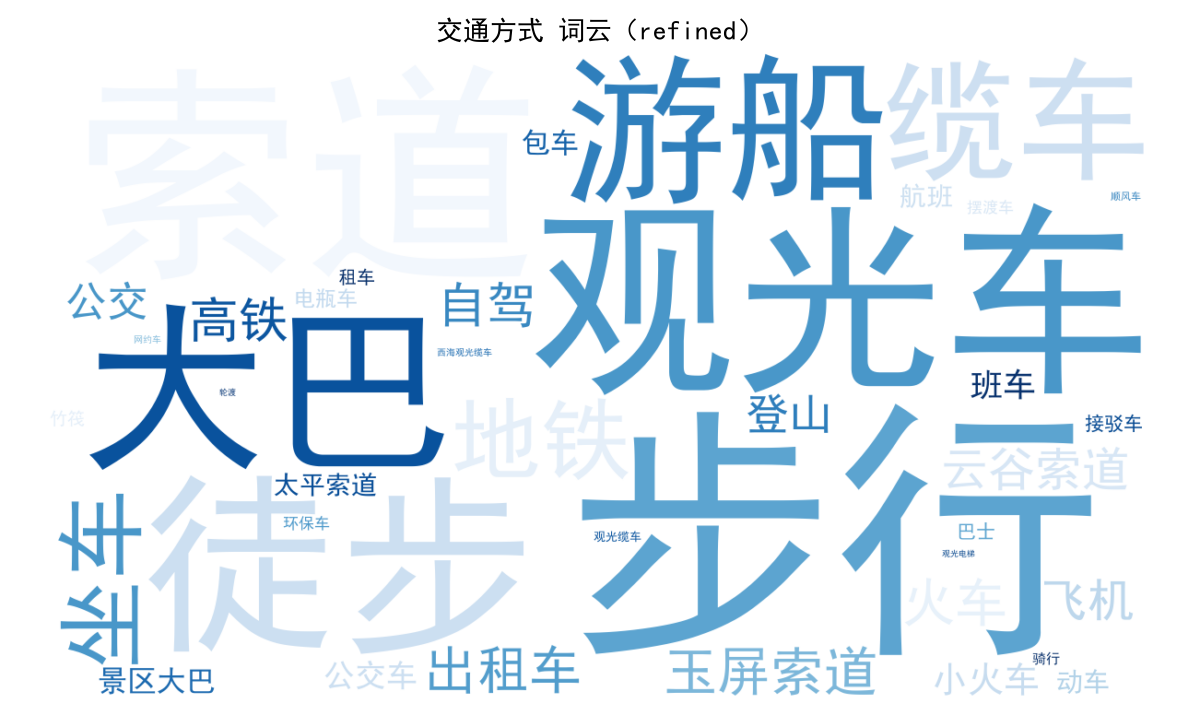 交通方式 词云（refined）
索道
游船
缆车
包车
航班
摆渡车
顺风车
观光车
租车
电瓶车
公交
高铁
自驾
网约车
大巴
西海观光缆车
轮渡
班车
竹筏
地铁
登山
接驳车
步行
云谷索道
太平索道
徒步
坐车
环保车
观光缆车
巴士
观光电梯
火车
飞机
景区大巴
公交车
出租车
玉屏索道
骑行
小火车
动车